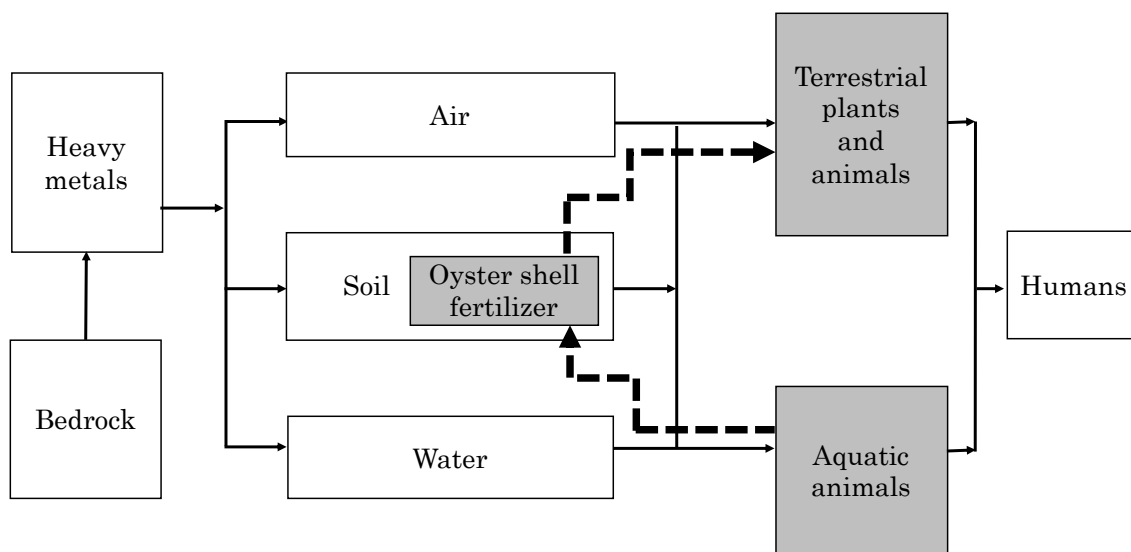 Heavy
metals
Bedrock
Air
Soil
Oyster shell
fertilizer
Water
Terrestrial
plants
and
animals
Aquatic
animals
Humans